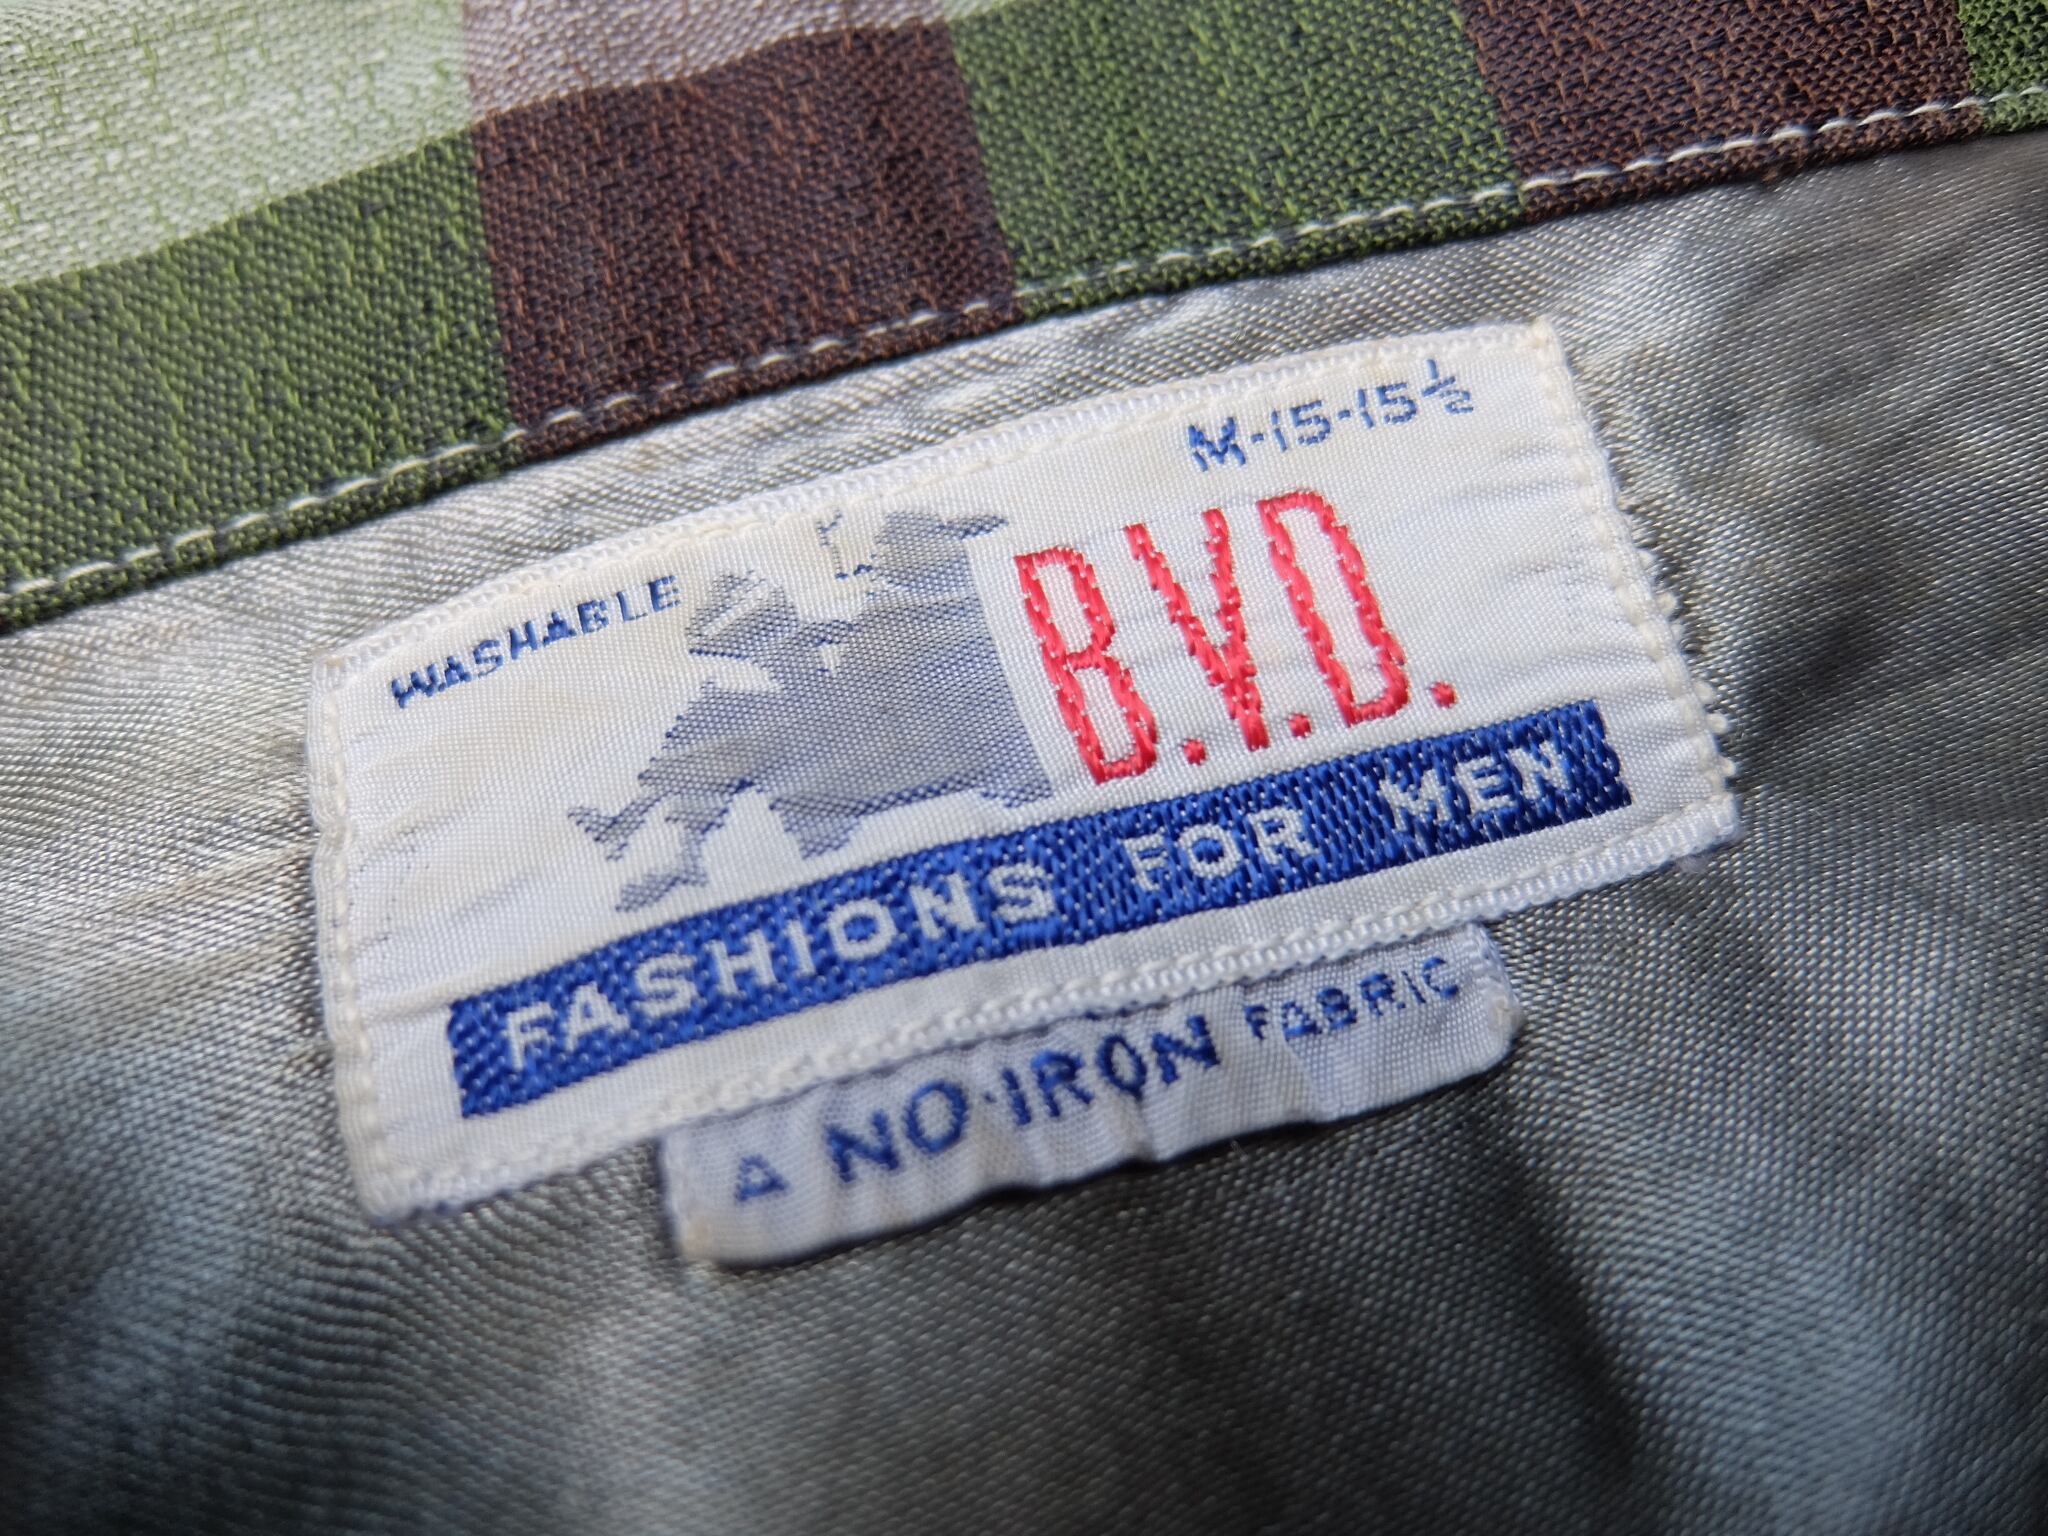 M-15-15½
WASHABLE
B.V.D.
FASHIONS FOR MEN
A NO-IRON FABRIC